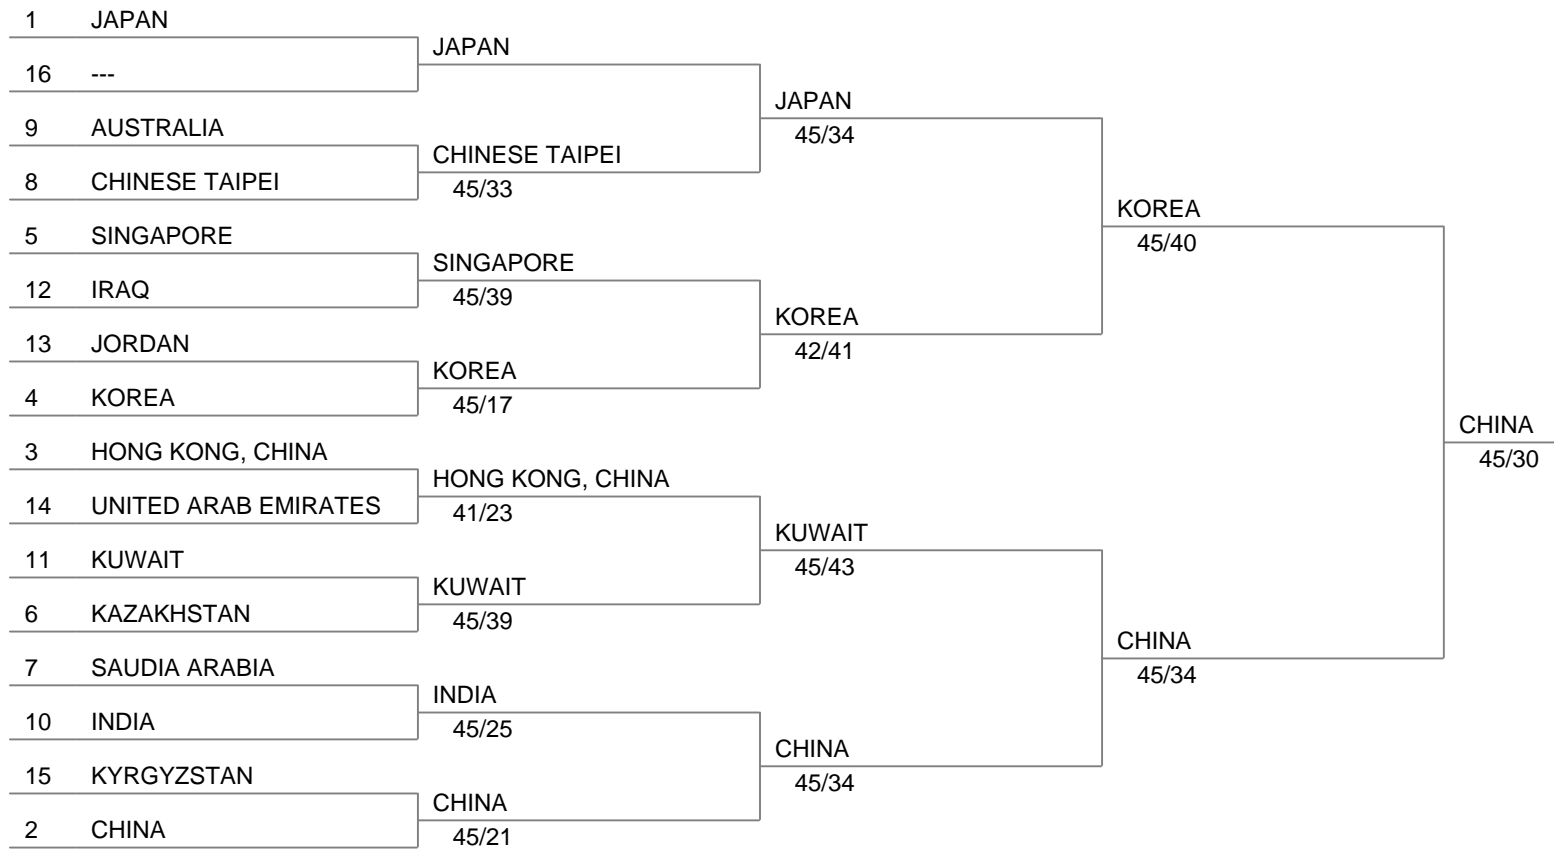 1 JAPAN
16 ---
9 AUSTRALIA
8 CHINESE TAIPEI
5 SINGAPORE
12 IRAQ
13 JORDAN
4 KOREA
3 HONG KONG, CHINA
14 UNITED ARAB EMIRATES
11 KUWAIT
6 KAZAKHSTAN
7 SAUDIA ARABIA
10 INDIA
15 KYRGYZSTAN
2 CHINA
JAPAN
CHINESE TAIPEI
45/33
SINGAPORE
45/39
KOREA
45/17
HONG KONG, CHINA
41/23
KUWAIT
45/39
INDIA
45/25
CHINA
45/21
JAPAN
45/34
KOREA
42/41
KUWAIT
45/43
CHINA
45/34
KOREA
45/40
CHINA
45/34
CHINA
45/30